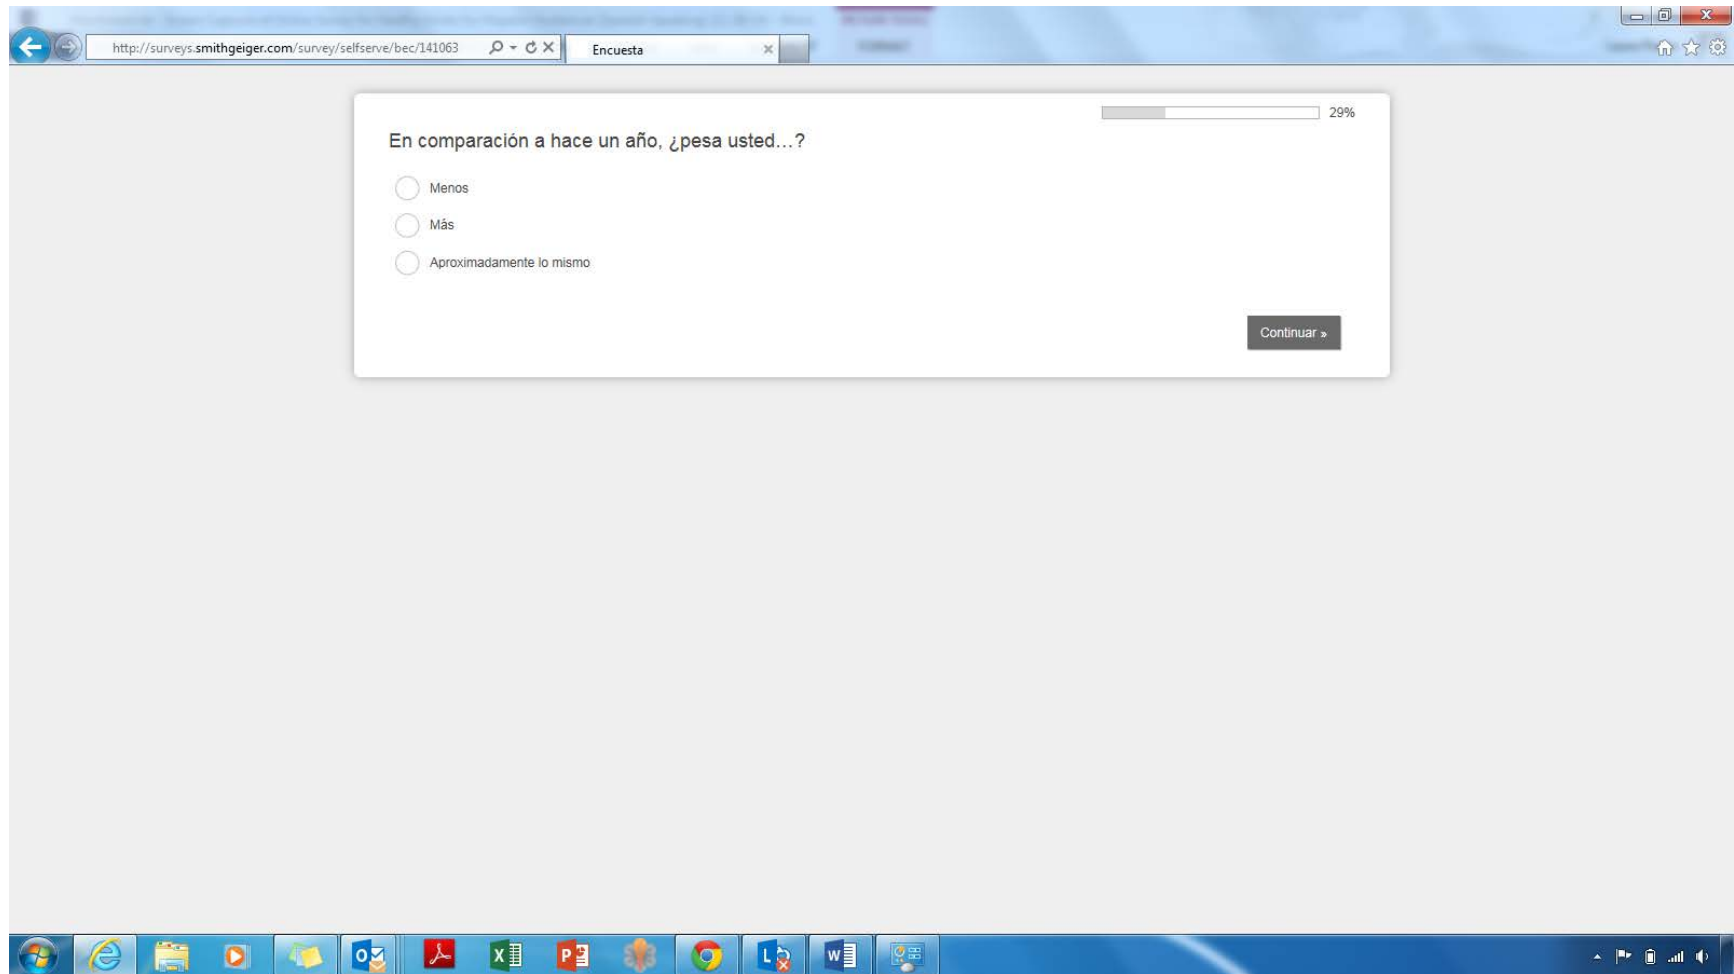 http://surveys.smithgeiger.com/survey/selfserve/bec/141063
Encuesta
29%
En comparación a hace un año, ¿pesa usted...?
Menos
Más
Aproximadamente lo mismo
Continuar »